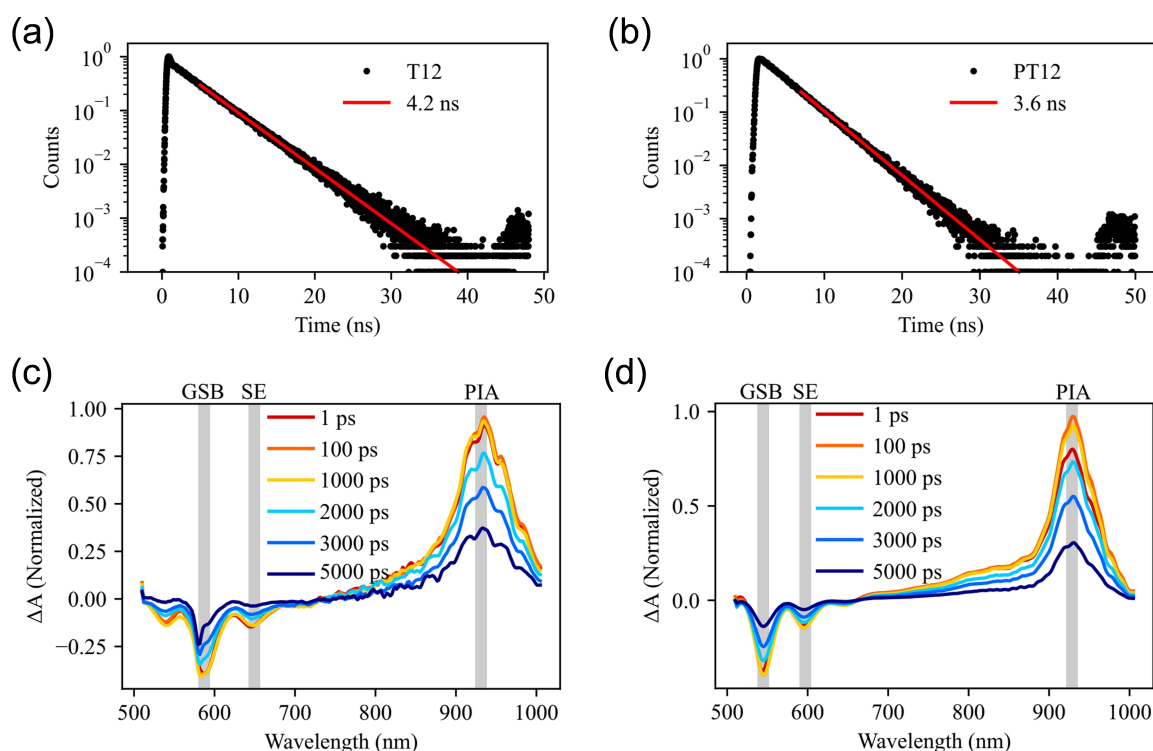 (a)
10⁰
10⁻¹
10⁻²
10⁻³
10⁻⁴
Counts
T12
4.2 ns
0 10 20 30 40 50
Time (ns)
(b)
10⁰
10⁻¹
10⁻²
10⁻³
10⁻⁴
Counts
PT12
3.6 ns
0 10 20 30 40 50
Time (ns)
(c)
GSB SE PIA
1.00
0.75
0.50
0.25
0.00
−0.25
ΔA (Normalized)
1 ps
100 ps
1000 ps
2000 ps
3000 ps
5000 ps
500 600 700 800 900 1000
Wavelength (nm)
(d)
GSB SE PIA
1.0
0.5
0.0
ΔA (Normalized)
1 ps
100 ps
1000 ps
2000 ps
3000 ps
5000 ps
500 600 700 800 900 1000
Wavelength (nm)